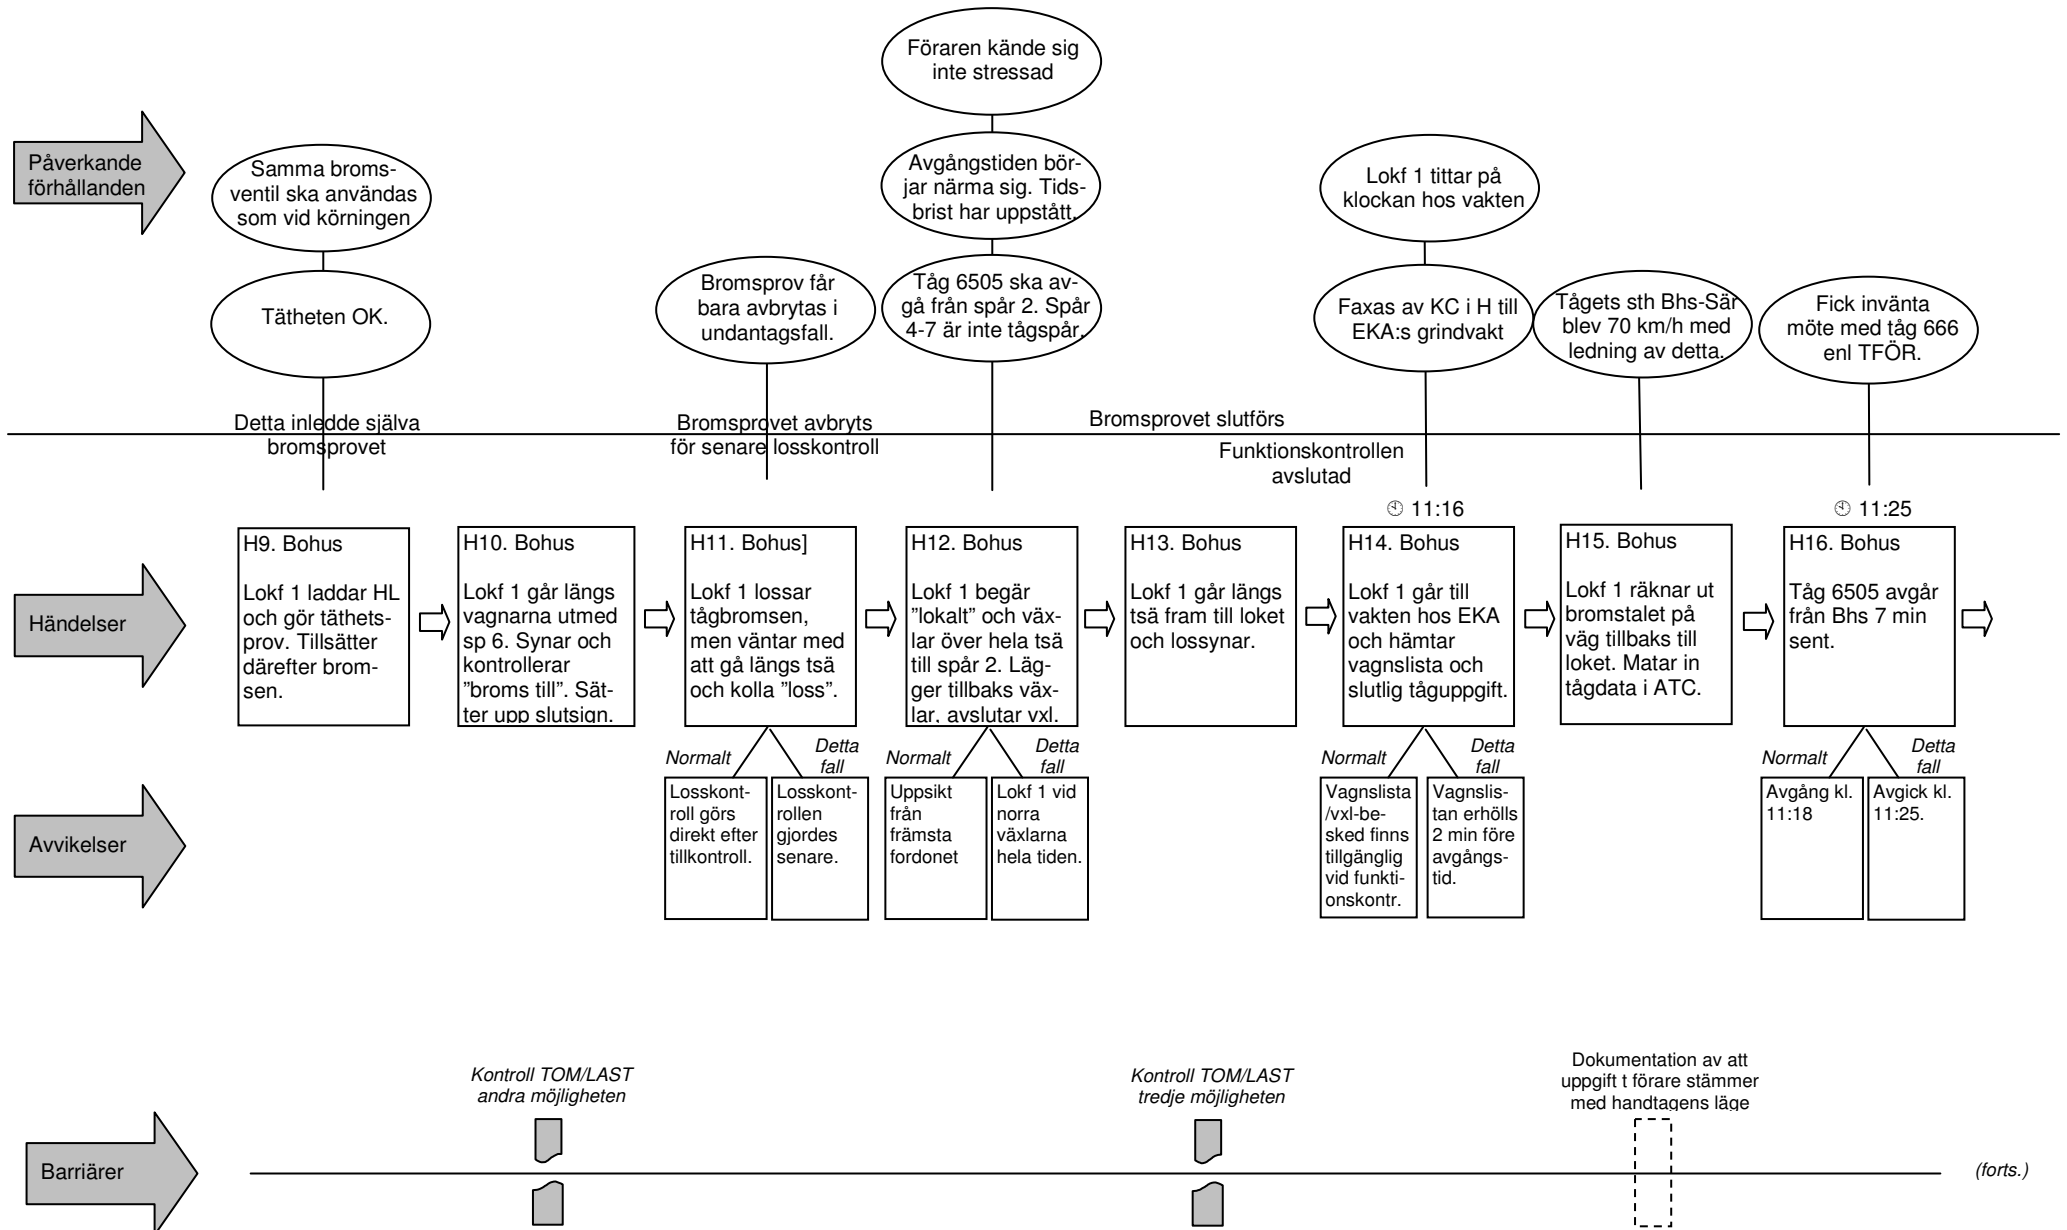 Påverkande
förhållanden
Samma broms-
ventil ska användas
som vid körningen
Tätheten OK.
Bromsprov får
bara avbrytas i
undantagsfall.
Föraren kände sig
inte stressad
Avgångstiden bör-
jar närma sig. Tids-
brist har uppstått.
Tåg 6505 ska av-
gå från spår 2. Spår
4-7 är inte tågspår.
Lokf 1 tittar på
klockan hos vakten
Faxas av KC i H till
EKA:s grindvakt
Tågets sth Bhs-Sär
blev 70 km/h med
ledning av detta.
Fick invänta
möte med tåg 666
enl TFÖR.
Detta inledde själva
bromsprovet
Bromsprovet avbryts
för senare losskontroll
Bromsprovet slutförs
Funktionskontrollen
avslutad
11:16
11:25
Händelser
H9. Bohus
Lokf 1 laddar HL
och gör täthets-
prov. Tillsätter
därefter brom-
sen.
H10. Bohus
Lokf 1 går längs
vagnarna utmed
sp 6. Synar och
kontrollerar
"broms till". Sät-
ter upp slutsign.
H11. Bohus]
Lokf 1 lossar
tågbromsen,
men väntar med
att gå längs tsä
och kolla ”loss”.
H12. Bohus
Lokf 1 begär
”lokalt” och väx-
lar över hela tsä
till spår 2. Läg-
ger tillbaks väx-
lar, avslutar vxl.
H13. Bohus
Lokf 1 går längs
tsä fram till loket
och lossynar.
H14. Bohus
Lokf 1 går till
vakten hos EKA
och hämtar
vagnslista och
slutlig tåguppgift.
H15. Bohus
Lokf 1 räknar ut
bromstalet på
väg tillbaks till
loket. Matar in
tågdata i ATC.
H16. Bohus
Tåg 6505 avgår
från Bhs 7 min
sent.
Avvikelser
Normalt
Detta
fall
Losskont-
roll görs
direkt efter
tillkontroll.
Losskont-
rollen
gjordes
senare.
Normalt
Detta
fall
Uppsikt
från
främsta
fordonet
Lokf 1 vid
norra
växlarna
hela tiden.
Normalt
Detta
fall
Vagnslista
/vxl-be-
sked finns
tillgänglig
vid funkti-
onskontr.
Vagnslis-
tan erhölls
2 min före
avgångs-
tid.
Normalt
Detta
fall
Avgång kl.
11:18
Avgick kl.
11:25.
Barriärer
Kontroll TOM/LAST
andra möjligheten
Kontroll TOM/LAST
tredje möjligheten
Dokumentation av att
uppgift t förare stämmer
med handtagens läge
(forts.)